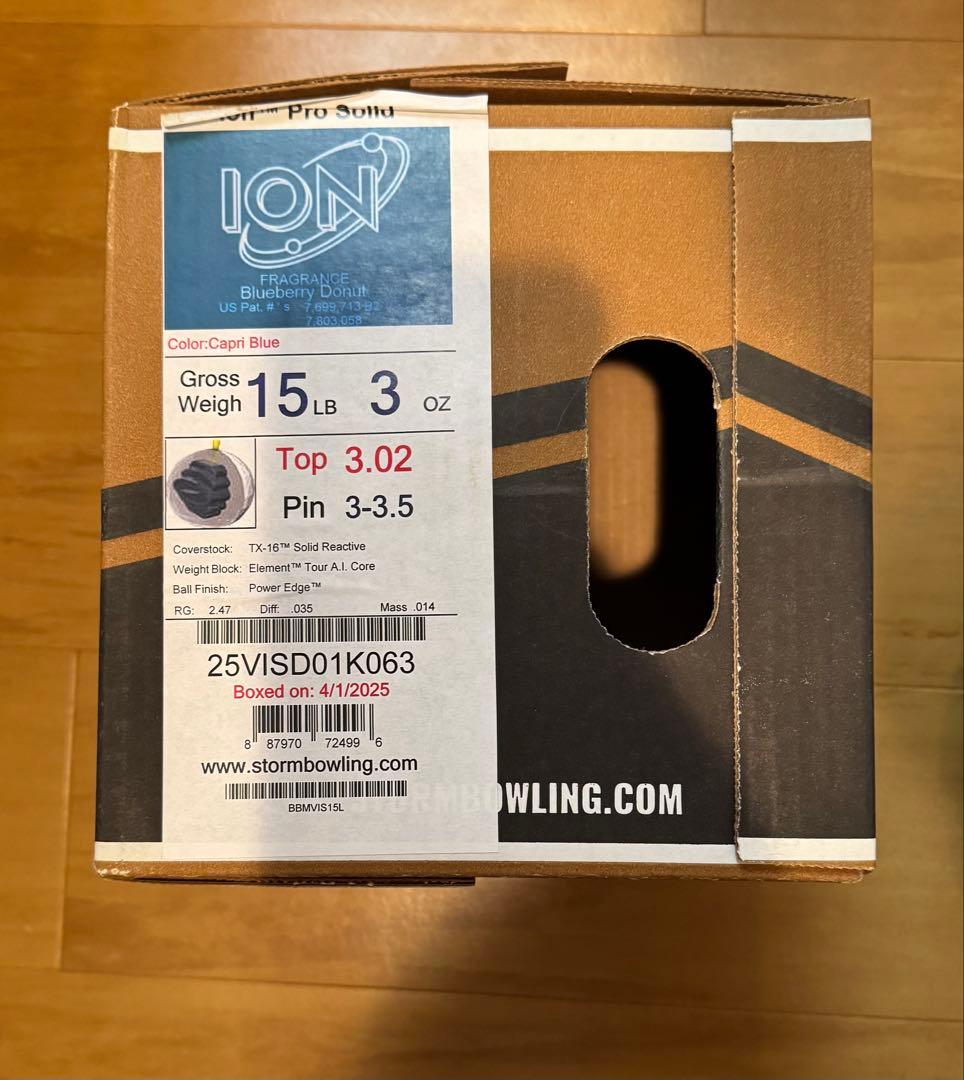 Pro Solid
ION
FRAGRANCE
Blueberry Donut
US Pat. # ' s 7,699,713 B2
7,803,058
Color:Capri Blue
Gross
Weigh 15 LB 3 OZ
Top 3.02
Pin 3-3.5
Coverstock: TX-16™ Solid Reactive
Weight Block: Element™ Tour A.I. Core
Ball Finish: Power Edge™
RG: 2.47 Diff: .035 Mass .014
25VISD01K063
Boxed on: 4/1/2025
8 87970 72499 6
www.stormbowling.com
BBMVIS15L
STORMBOWLING.COM